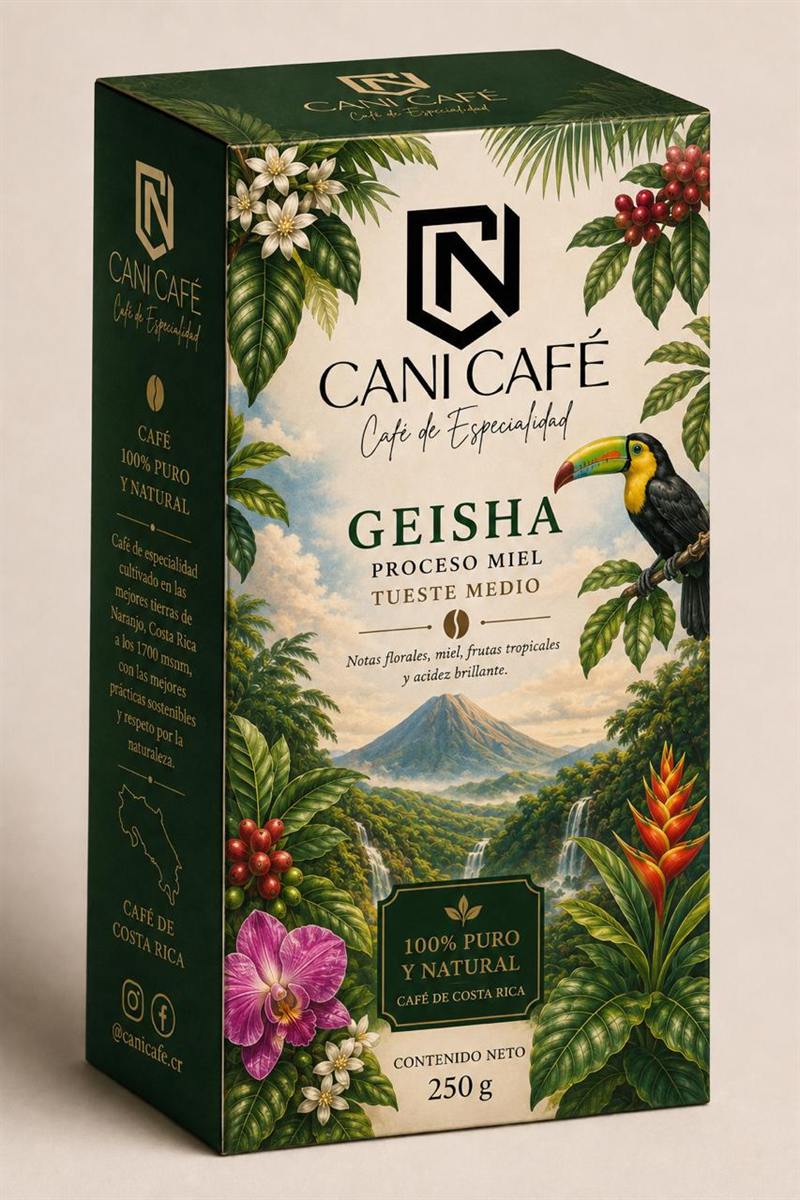 CANI CAFÉ
Café de Especialidad
CN
CANI CAFÉ
Café de Especialidad
CAFÉ
100% PURO
Y NATURAL
Café de especialidad
cultivado en las
mejores tierras de
Naranjo, Costa Rica
a los 1700 msnm,
con las mejores
prácticas sostenibles
y respeto por la
naturaleza.
CAFÉ DE
COSTA RICA
@canicafe.cr
CN
CANI CAFÉ
Café de Especialidad
GEISHA
PROCESO MIEL
TUESTE MEDIO
Notas florales, miel, frutas tropicales
y acidez brillante.
100% PURO
Y NATURAL
CAFÉ DE COSTA RICA
CONTENIDO NETO
250 g